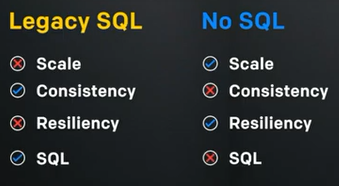 Legacy SQL
Scale
Consistency
Resiliency
SQL
No SQL
Scale
Consistency
Resiliency
SQL